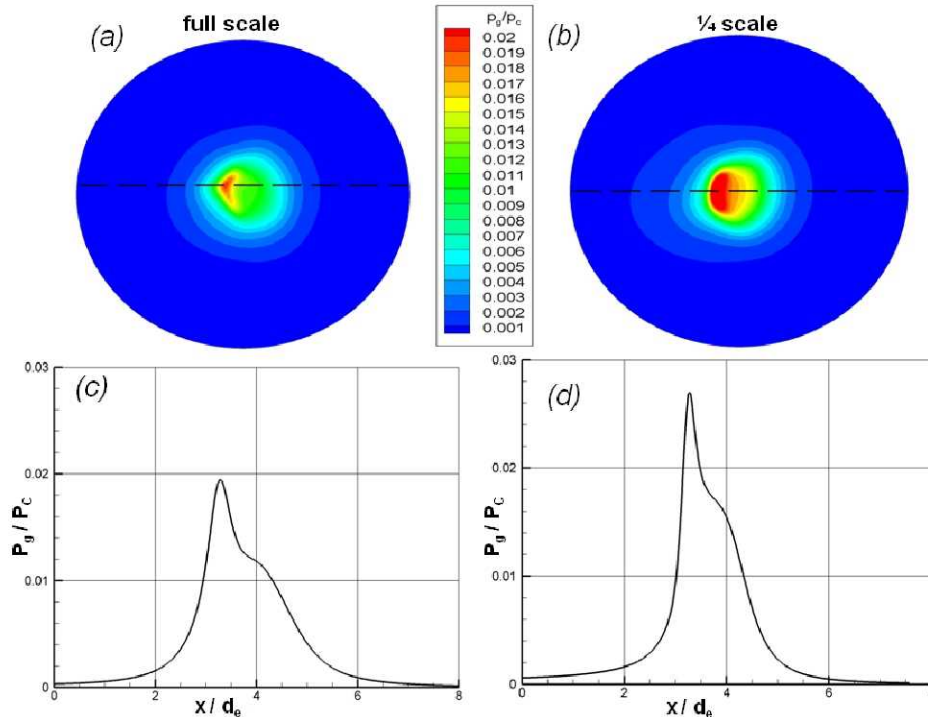 (a)
full scale
Pg/Pc
0.02
0.019
0.018
0.017
0.016
0.015
0.014
0.013
0.012
0.011
0.01
0.009
0.008
0.007
0.006
0.005
0.004
0.003
0.002
0.001
(b)
¼ scale
(c)
0.03
0.02
0.01
0
Pg / PC
0 2 4 6 8
x / de
(d)
0.03
0.02
0.01
0
Pg / PC
0 2 4 6 8
x / de